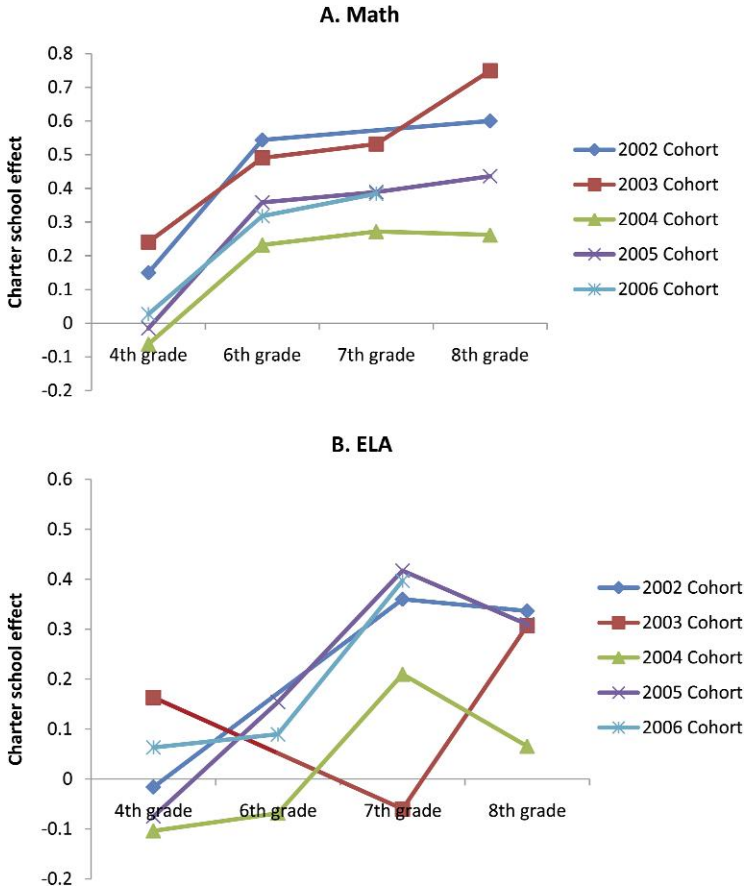 A. Math
Charter school effect
0.8
0.7
0.6
0.5
0.4
0.3
0.2
0.1
0
-0.1
-0.2
4th grade
6th grade
7th grade
8th grade
2002 Cohort
2003 Cohort
2004 Cohort
2005 Cohort
2006 Cohort
B. ELA
Charter school effect
0.6
0.5
0.4
0.3
0.2
0.1
0
-0.1
-0.2
4th grade
6th grade
7th grade
8th grade
2002 Cohort
2003 Cohort
2004 Cohort
2005 Cohort
2006 Cohort